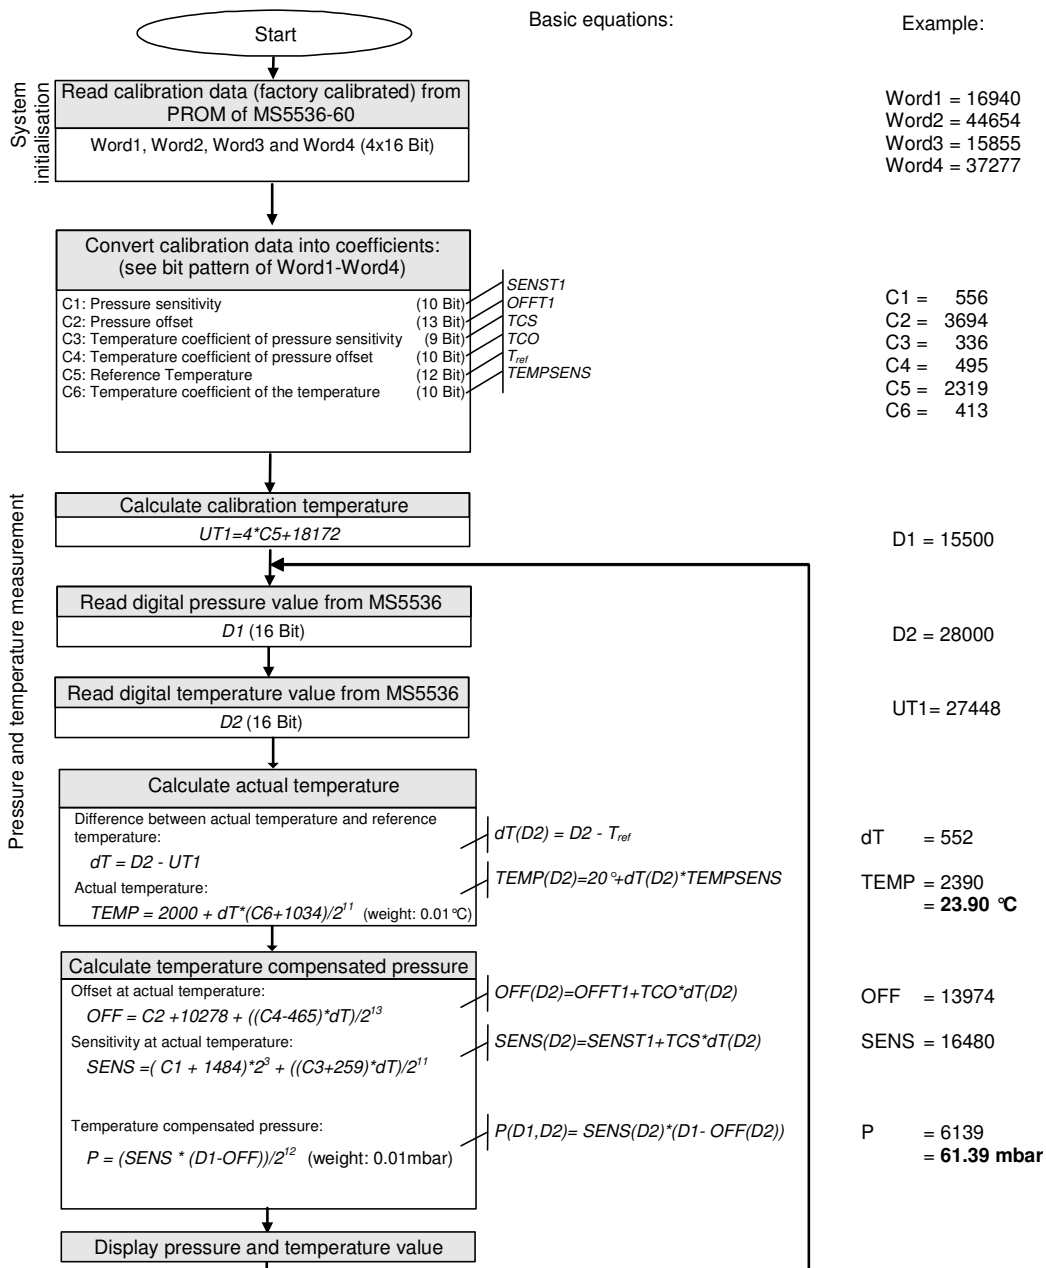 Start
Basic equations:
Example:
System
initialisation
Read calibration data (factory calibrated) from
PROM of MS5536-60
Word1, Word2, Word3 and Word4 (4x16 Bit)
Word1 = 16940
Word2 = 44654
Word3 = 15855
Word4 = 37277
Convert calibration data into coefficients:
(see bit pattern of Word1-Word4)
C1: Pressure sensitivity (10 Bit) SENST1
C2: Pressure offset (13 Bit) OFFT1
C3: Temperature coefficient of pressure sensitivity (9 Bit) TCS
C4: Temperature coefficient of pressure offset (10 Bit) TCO
C5: Reference Temperature (12 Bit) T_ref
C6: Temperature coefficient of the temperature (10 Bit) TEMPSENS
C1 = 556
C2 = 3694
C3 = 336
C4 = 495
C5 = 2319
C6 = 413
Pressure and temperature measurement
Calculate calibration temperature
UT1=4*C5+18172
D1 = 15500
Read digital pressure value from MS5536
D1 (16 Bit)
D2 = 28000
Read digital temperature value from MS5536
D2 (16 Bit)
UT1= 27448
Calculate actual temperature
Difference between actual temperature and reference
temperature:
dT = D2 - UT1
dT(D2) = D2 - T_ref
dT = 552
Actual temperature:
TEMP = 2000 + dT*(C6+1034)/2^11 (weight: 0.01°C)
TEMP(D2)=20°+dT(D2)*TEMPSENS
TEMP = 2390
= 23.90 °C
Calculate temperature compensated pressure
Offset at actual temperature:
OFF = C2 +10278 + ((C4-465)*dT)/2^13
OFF(D2)=OFFT1+TCO*dT(D2)
OFF = 13974
Sensitivity at actual temperature:
SENS =( C1 + 1484)*2^3 + ((C3+259)*dT)/2^11
SENS(D2)=SENST1+TCS*dT(D2)
SENS = 16480
Temperature compensated pressure:
P = (SENS * (D1-OFF))/2^12 (weight: 0.01mbar)
P(D1,D2)= SENS(D2)*(D1- OFF(D2))
P = 6139
= 61.39 mbar
Display pressure and temperature value